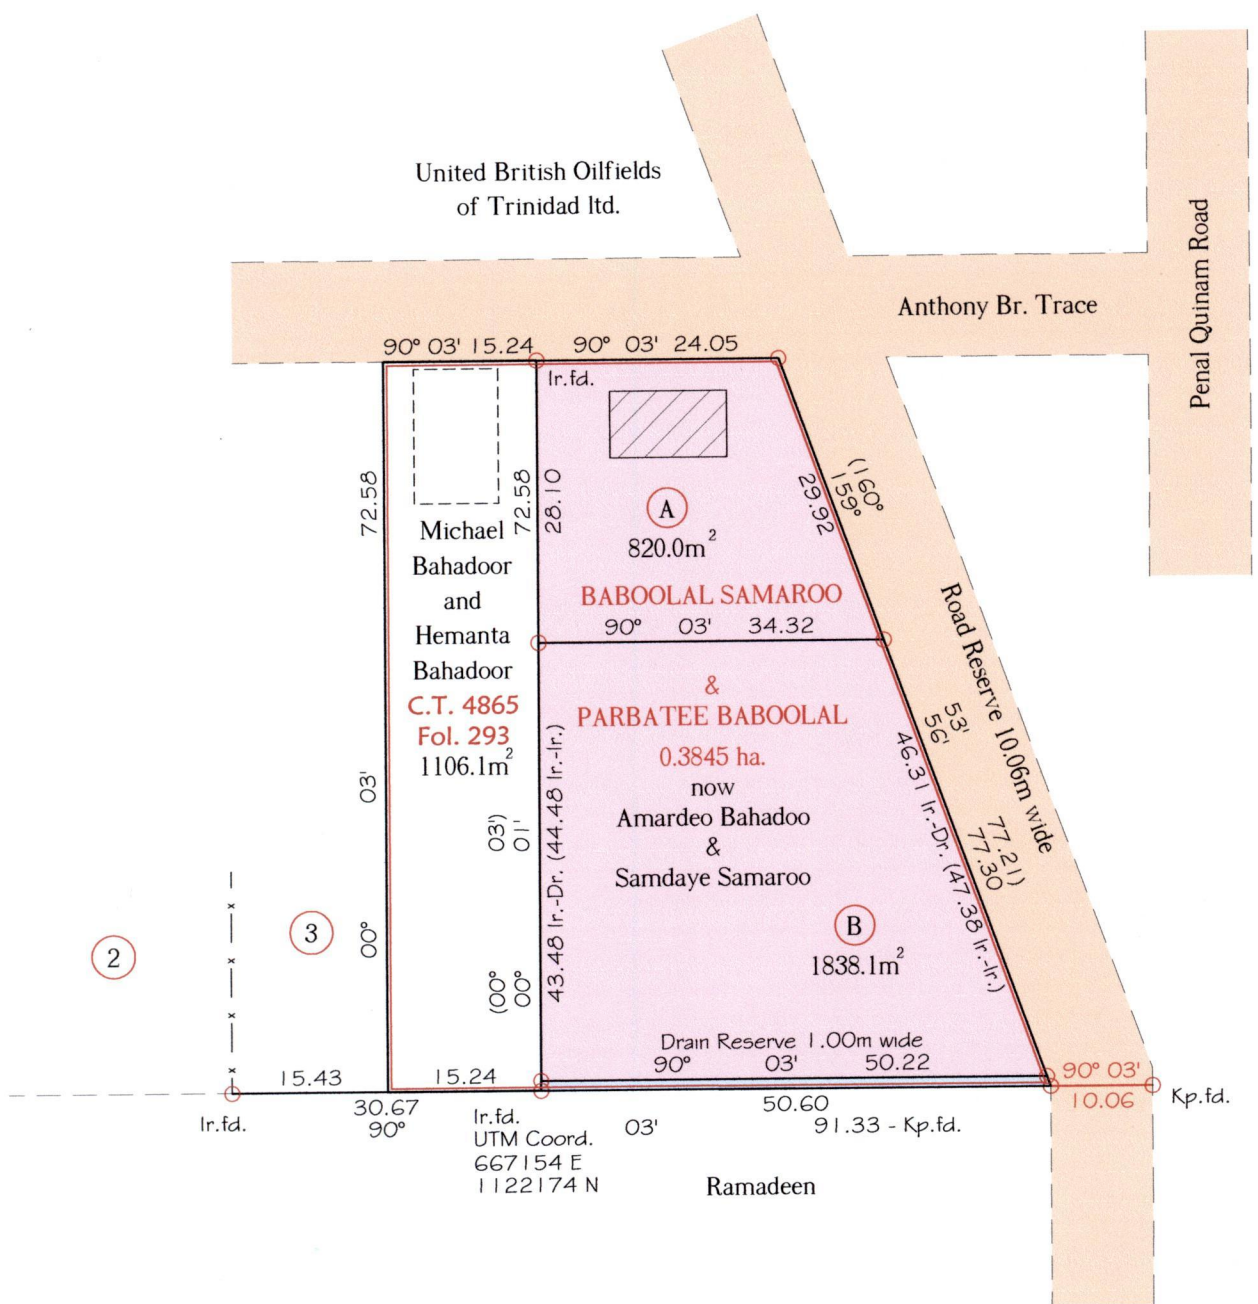 United British Oilfields
of Trinidad ltd.
Penal Quinam Road
Anthony Br. Trace
90° 03' 15.24
90° 03' 24.05
Ir.fd.
72.58
03'
00°
72.58
(00° 03')
00° 01'
28.10
29.92
(160° 53' 77.21)
159° 56' 77.30
A
820.0m²
BABOOLAL SAMAROO
90° 03' 34.32
&
PARBATEE BABOOLAL
0.3845 ha.
now
Amardeo Bahadoo
&
Samdaye Samaroo
Michael
Bahadoor
and
Hemanta
Bahadoor
C.T. 4865
Fol. 293
1106.1m²
43.48 Ir.-Dr. (44.48 Ir.-Ir.)
46.31 Ir.-Dr. (47.38 Ir.-Ir.)
Road Reserve 10.06m wide
B
1838.1m²
2
3
Drain Reserve 1.00m wide
90° 03' 50.22
15.43
15.24
90° 03'
10.06
Kp.fd.
Ir.fd.
30.67
90° 03'
50.60
91.33 - Kp.fd.
Ir.fd.
UTM Coord.
667154 E
1122174 N
Ramadeen